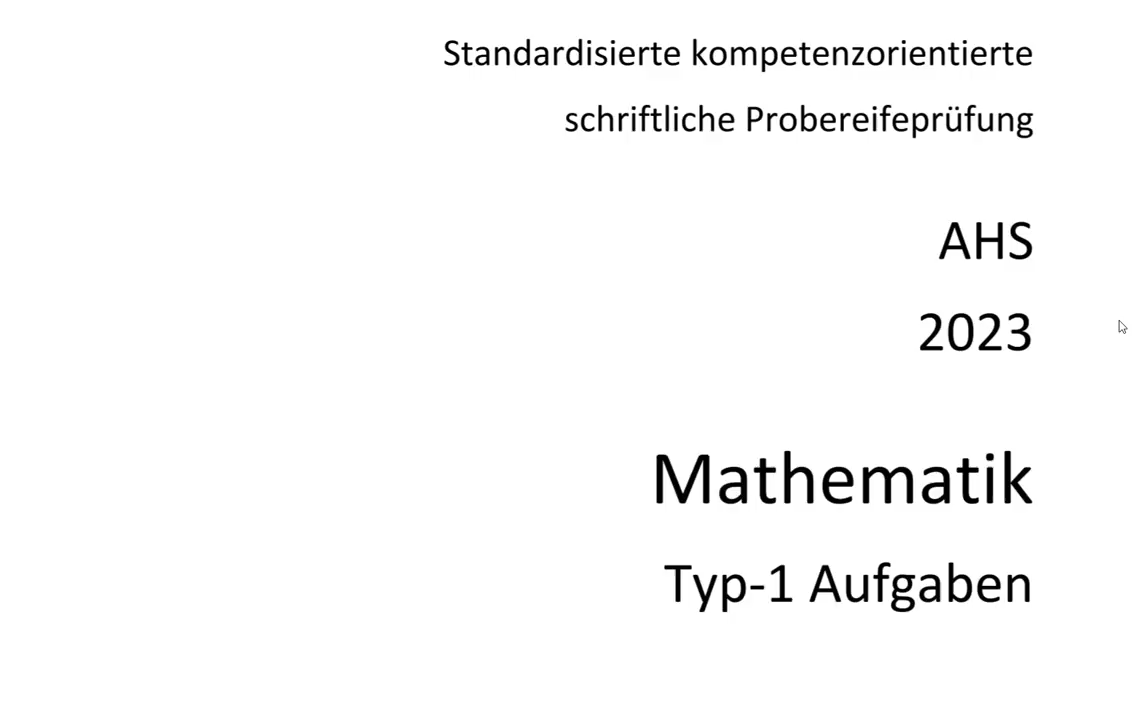 Standardisierte kompetenzorientierte
schriftliche Probereifeprüfung
AHS
2023
Mathematik
Typ-1 Aufgaben